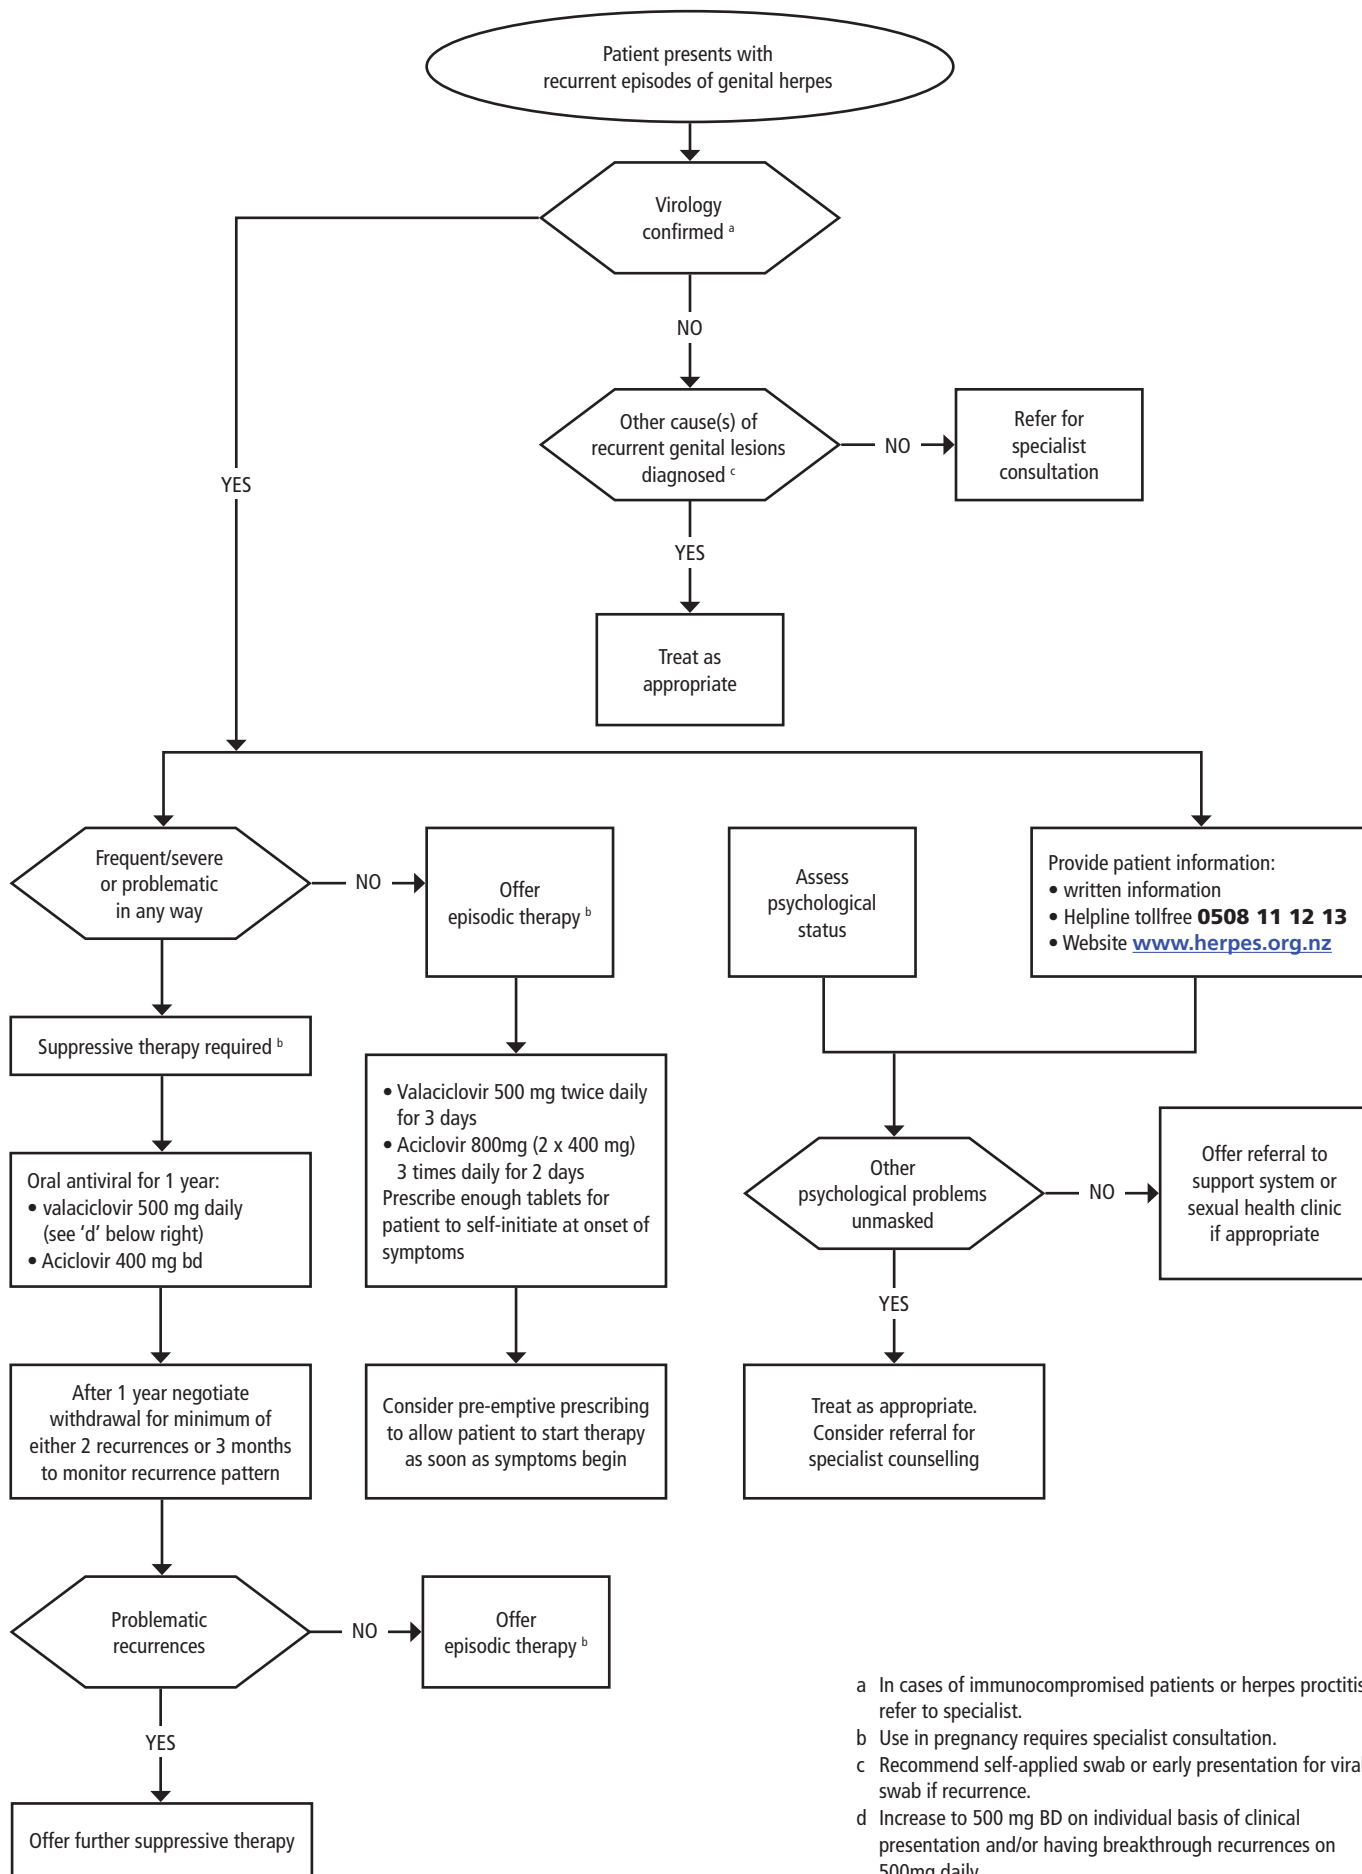 Patient presents with
recurrent episodes of genital herpes
Virology
confirmed a
NO
Other cause(s) of
recurrent genital lesions
diagnosed c
NO
Refer for
specialist
consultation
YES
YES
Treat as
appropriate
Frequent/severe
or problematic
in any way
NO
Offer
episodic therapy b
Assess
psychological
status
Provide patient information:
• written information
• Helpline tollfree 0508 11 12 13
• Website www.herpes.org.nz
Suppressive therapy required b
• Valaciclovir 500 mg twice daily
for 3 days
• Aciclovir 800mg (2 x 400 mg)
3 times daily for 2 days
Prescribe enough tablets for
patient to self-initiate at onset of
symptoms
Oral antiviral for 1 year:
• valaciclovir 500 mg daily
(see ‘d’ below right)
• Aciclovir 400 mg bd
Other
psychological problems
unmasked
NO
Offer referral to
support system or
sexual health clinic
if appropriate
YES
After 1 year negotiate
withdrawal for minimum of
either 2 recurrences or 3 months
to monitor recurrence pattern
Consider pre-emptive prescribing
to allow patient to start therapy
as soon as symptoms begin
Treat as appropriate.
Consider referral for
specialist counselling
Problematic
recurrences
NO
Offer
episodic therapy b
YES
Offer further suppressive therapy
a In cases of immunocompromised patients or herpes proctitis
refer to specialist.
b Use in pregnancy requires specialist consultation.
c Recommend self-applied swab or early presentation for viral
swab if recurrence.
d Increase to 500 mg BD on individual basis of clinical
presentation and/or having breakthrough recurrences on
500mg daily